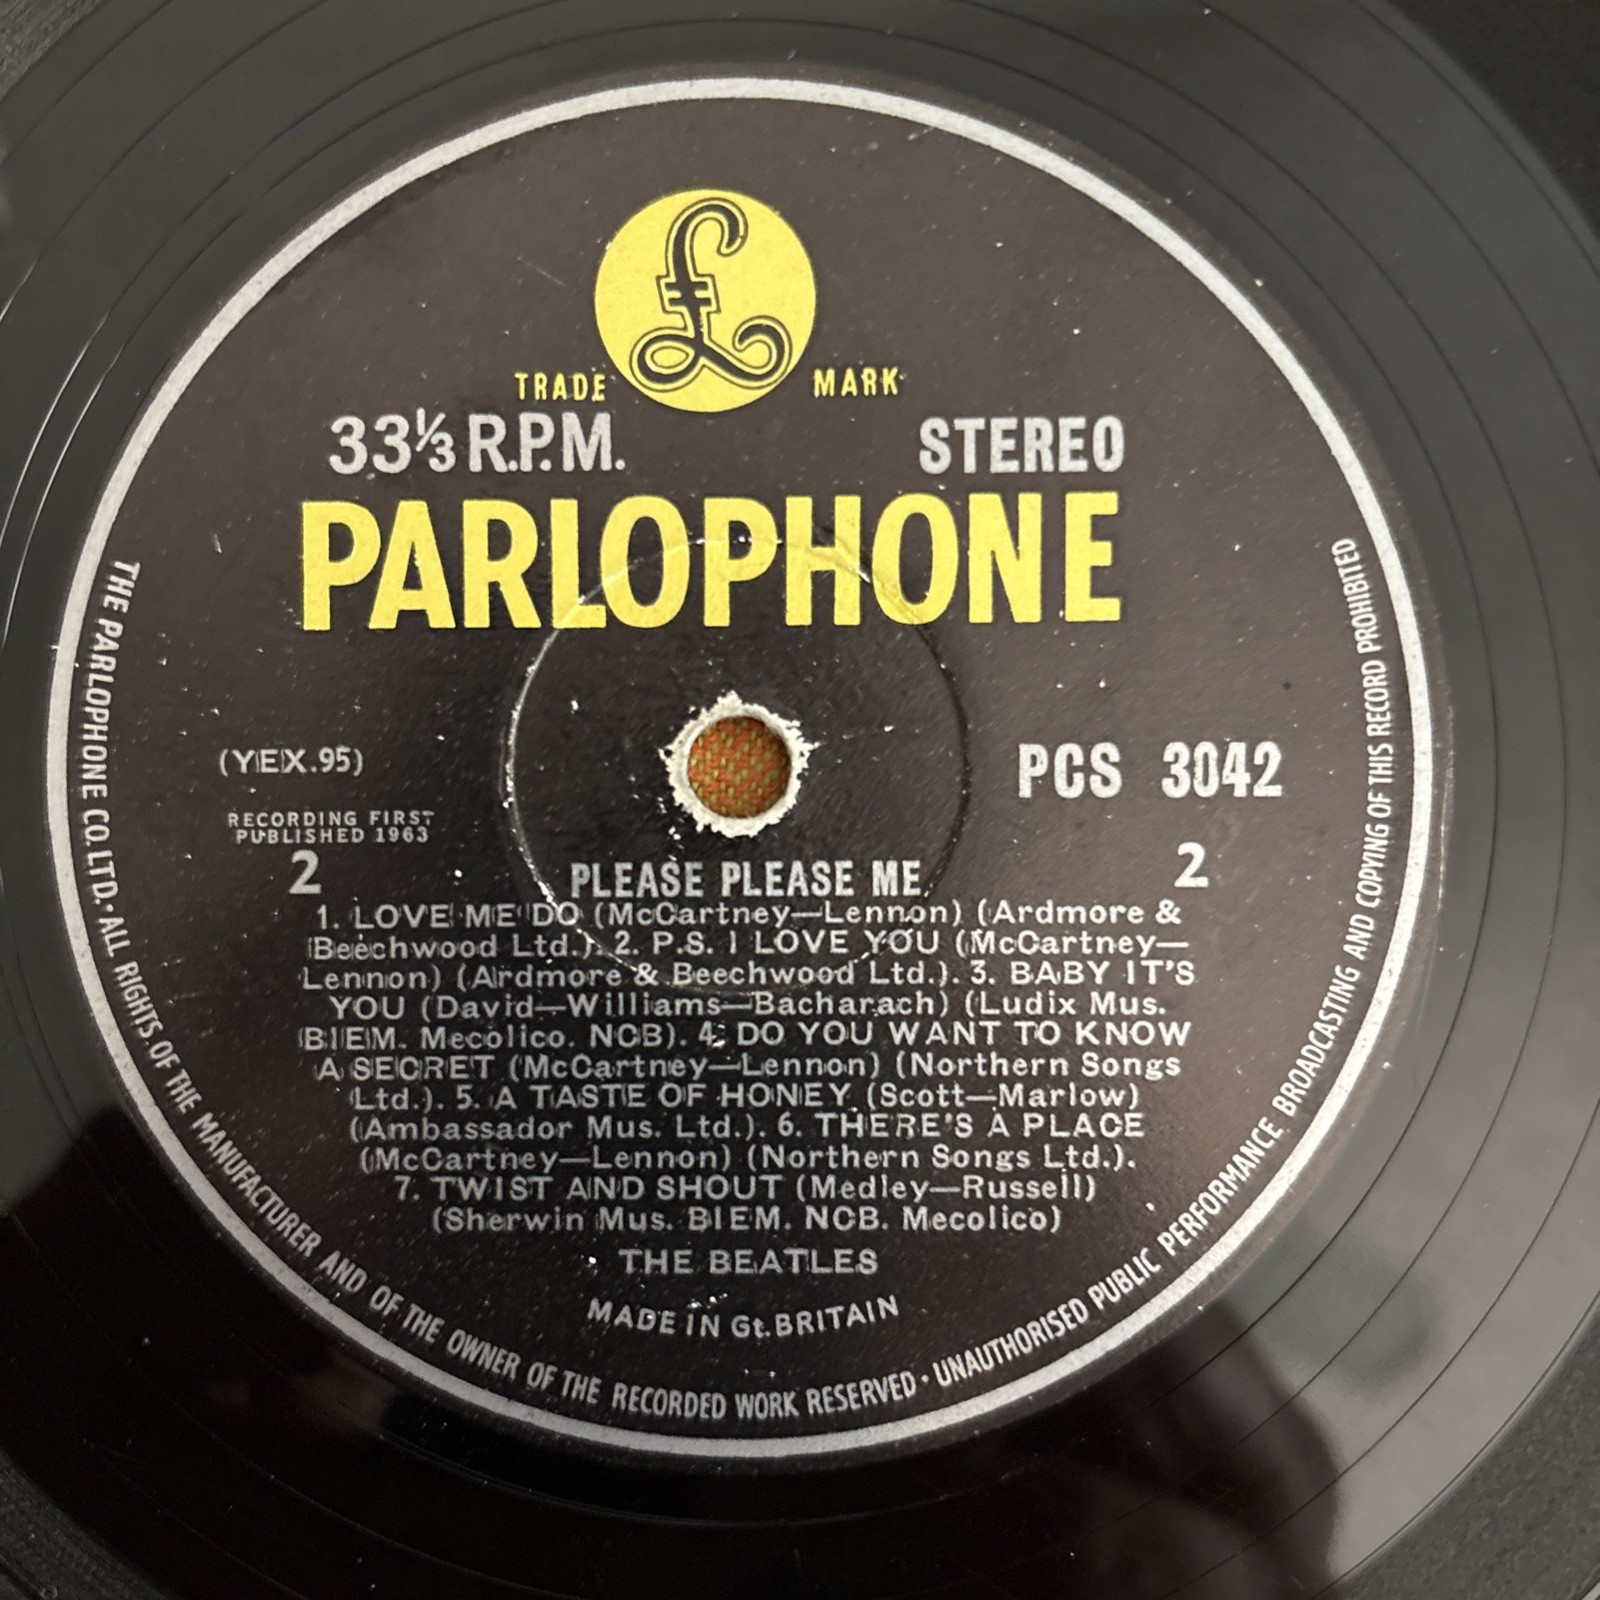 £
TRADE MARK
33⅓ R.P.M. STEREO
PARLOPHONE
(YEX.95) PCS 3042
RECORDING FIRST
PUBLISHED 1963
2 2
PLEASE PLEASE ME
1. LOVE ME DO (McCartney—Lennon) (Ardmore &
Beechwood Ltd.). 2. P.S. I LOVE YOU (McCartney—
Lennon) (Ardmore & Beechwood Ltd.). 3. BABY IT'S
YOU (David—Williams—Bacharach) (Ludix Mus.
BIEM. Mecolico. NCB). 4. DO YOU WANT TO KNOW
A SECRET (McCartney—Lennon) (Northern Songs
Ltd.). 5. A TASTE OF HONEY (Scott—Marlow)
(Ambassador Mus. Ltd.). 6. THERE'S A PLACE
(McCartney—Lennon) (Northern Songs Ltd.).
7. TWIST AND SHOUT (Medley—Russell)
(Sherwin Mus. BIEM. NCB. Mecolico)
THE BEATLES
MADE IN Gt. BRITAIN
THE PARLOPHONE CO. LTD. • ALL RIGHTS OF THE MANUFACTURER AND OF THE OWNER OF THE RECORDED WORK RESERVED • UNAUTHORISED PUBLIC PERFORMANCE BROADCASTING AND COPYING OF THIS RECORD PROHIBITED